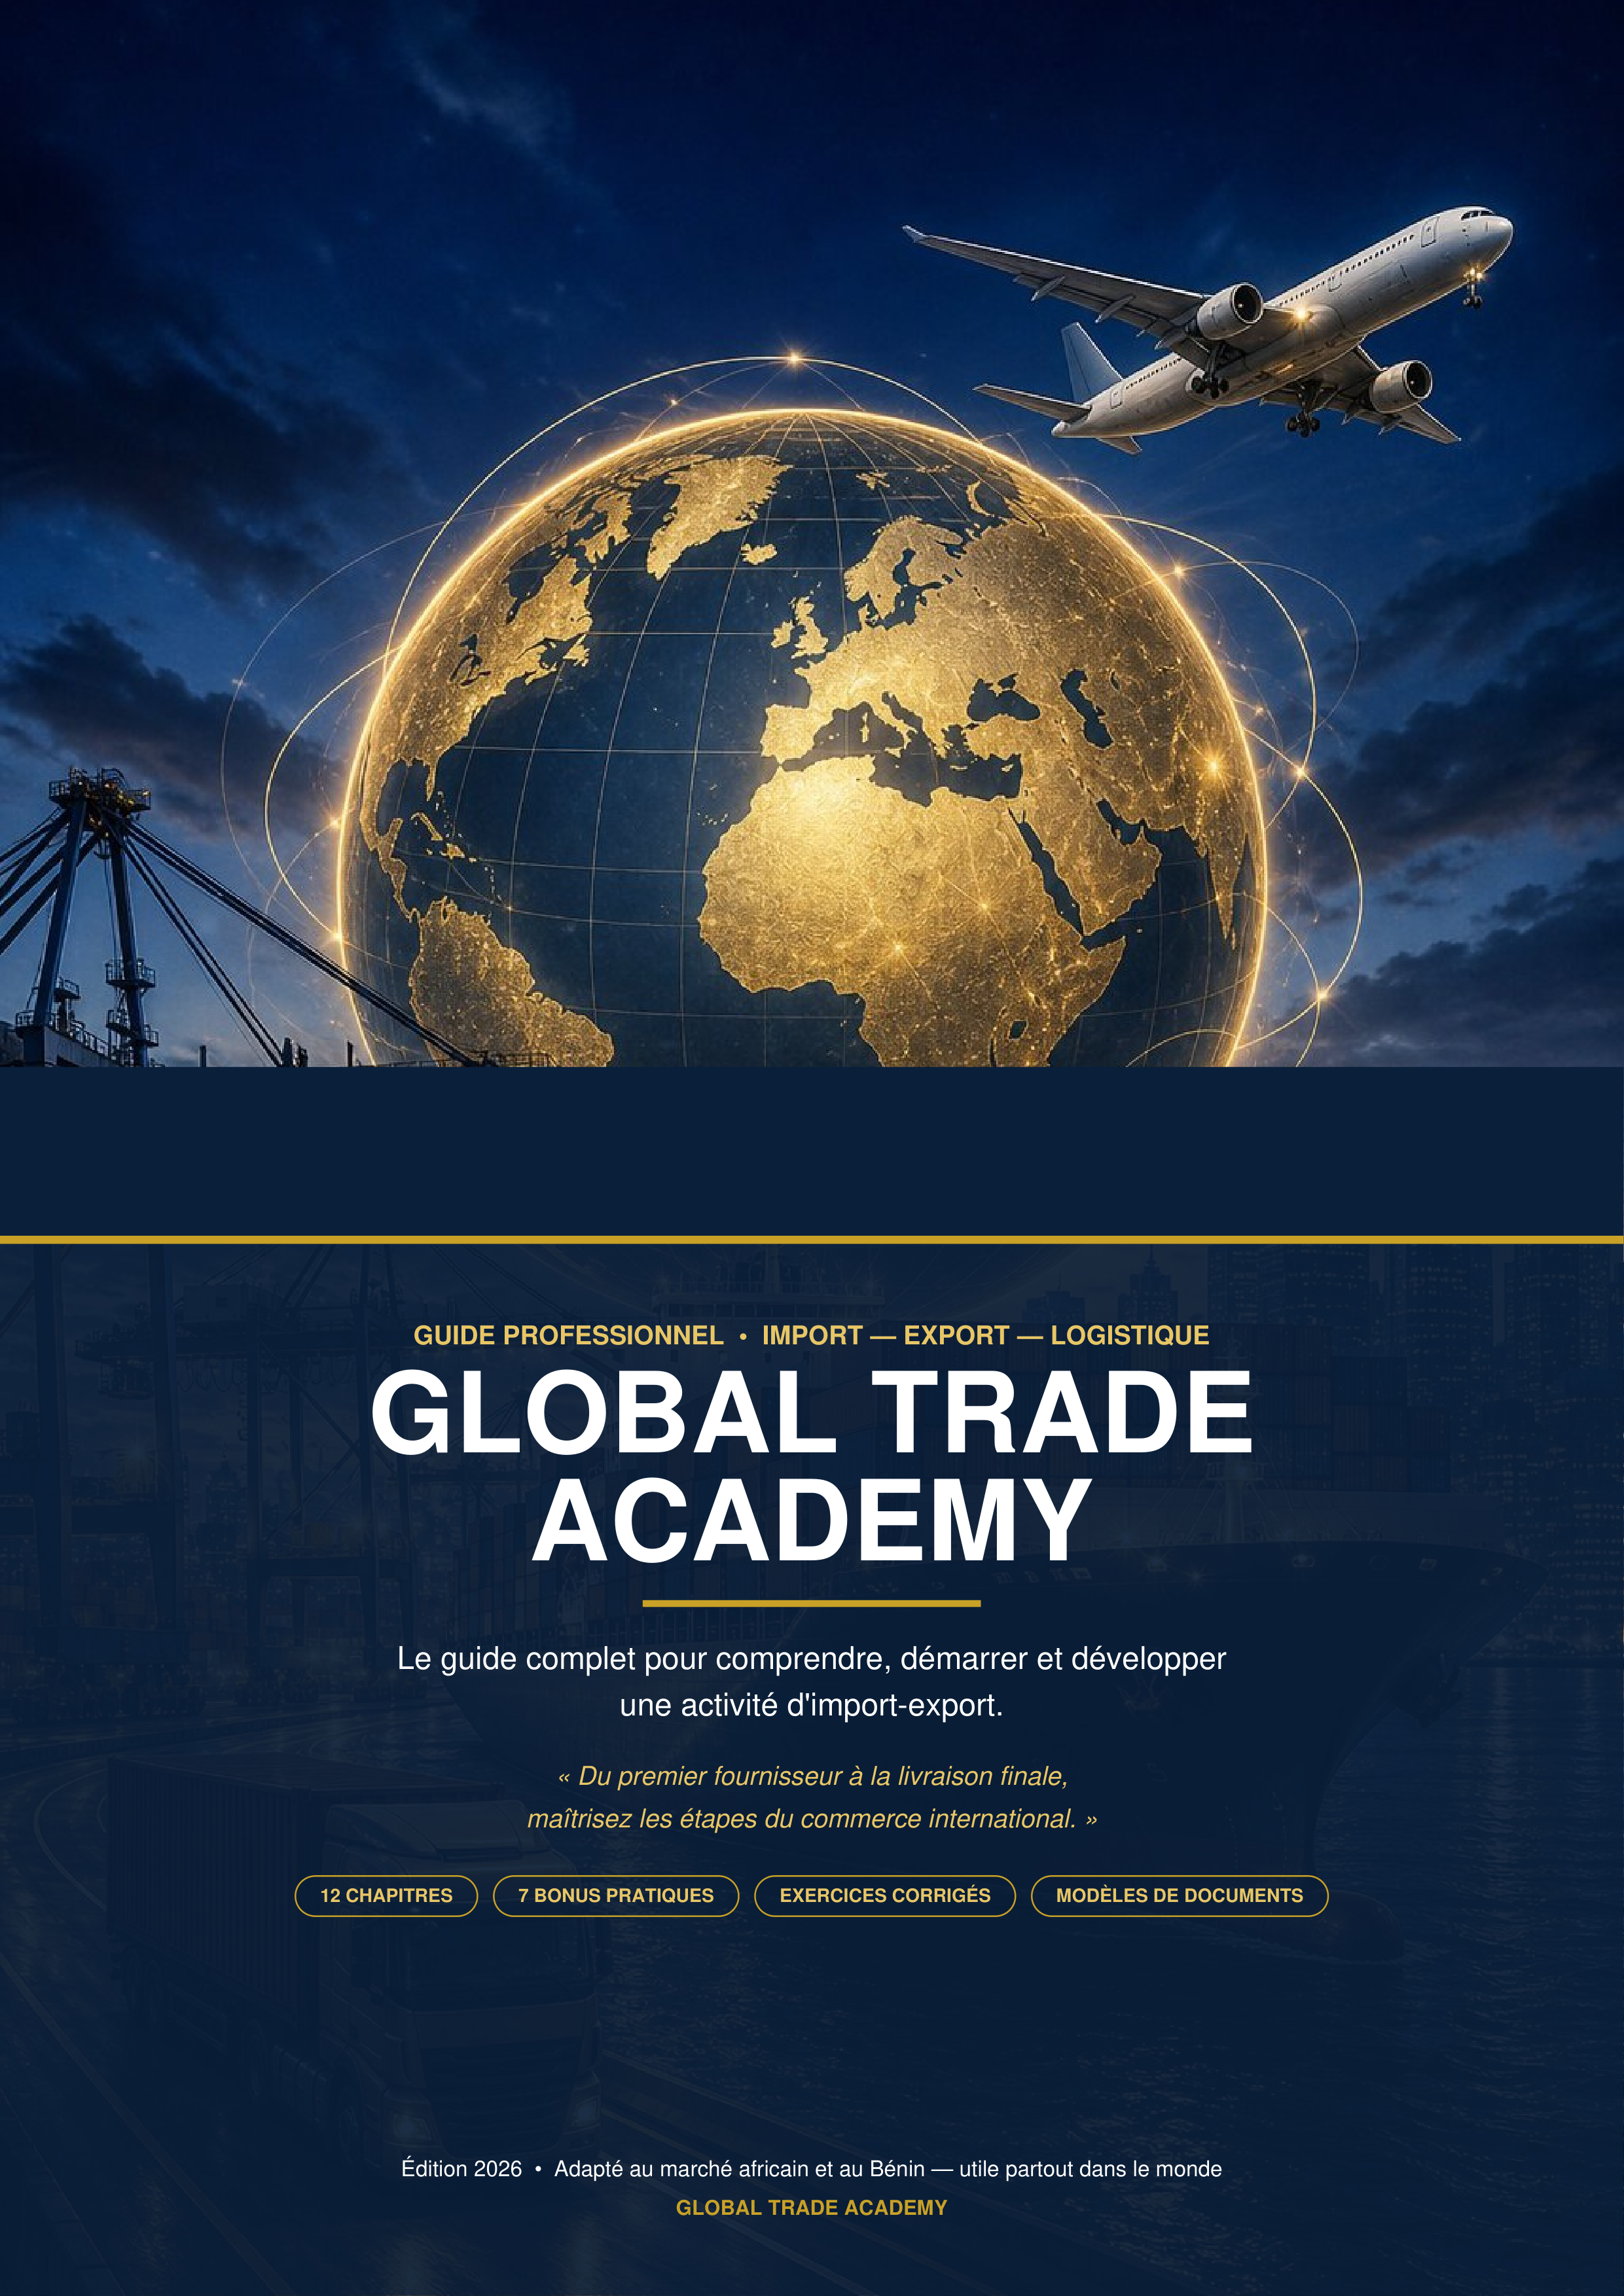 GUIDE PROFESSIONNEL • IMPORT — EXPORT — LOGISTIQUE
GLOBAL TRADE
ACADEMY
Le guide complet pour comprendre, démarrer et développer
une activité d'import-export.
« Du premier fournisseur à la livraison finale,
maîtrisez les étapes du commerce international. »
12 CHAPITRES
7 BONUS PRATIQUES
EXERCICES CORRIGÉS
MODÈLES DE DOCUMENTS
Édition 2026 • Adapté au marché africain et au Bénin — utile partout dans le monde
GLOBAL TRADE ACADEMY